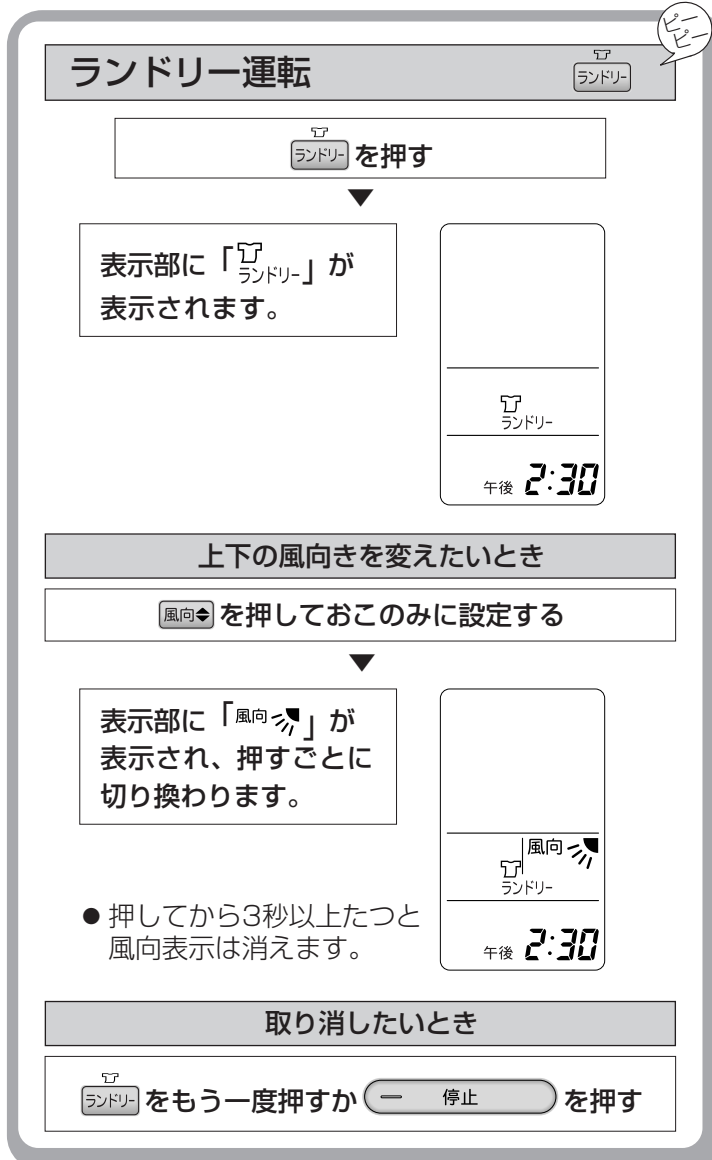 ピー
ピー
ランドリー運転
ランドリー
ランドリー を押す
▼
表示部に「ランドリー」が
表示されます。
ランドリー
午後 2:30
上下の風向きを変えたいとき
風向 を押しておこのみに設定する
▼
表示部に「風向」が
表示され、押すごとに
切り換わります。
● 押してから3秒以上たつと
風向表示は消えます。
風向
ランドリー
午後 2:30
取り消したいとき
ランドリー をもう一度押すか 停止 を押す